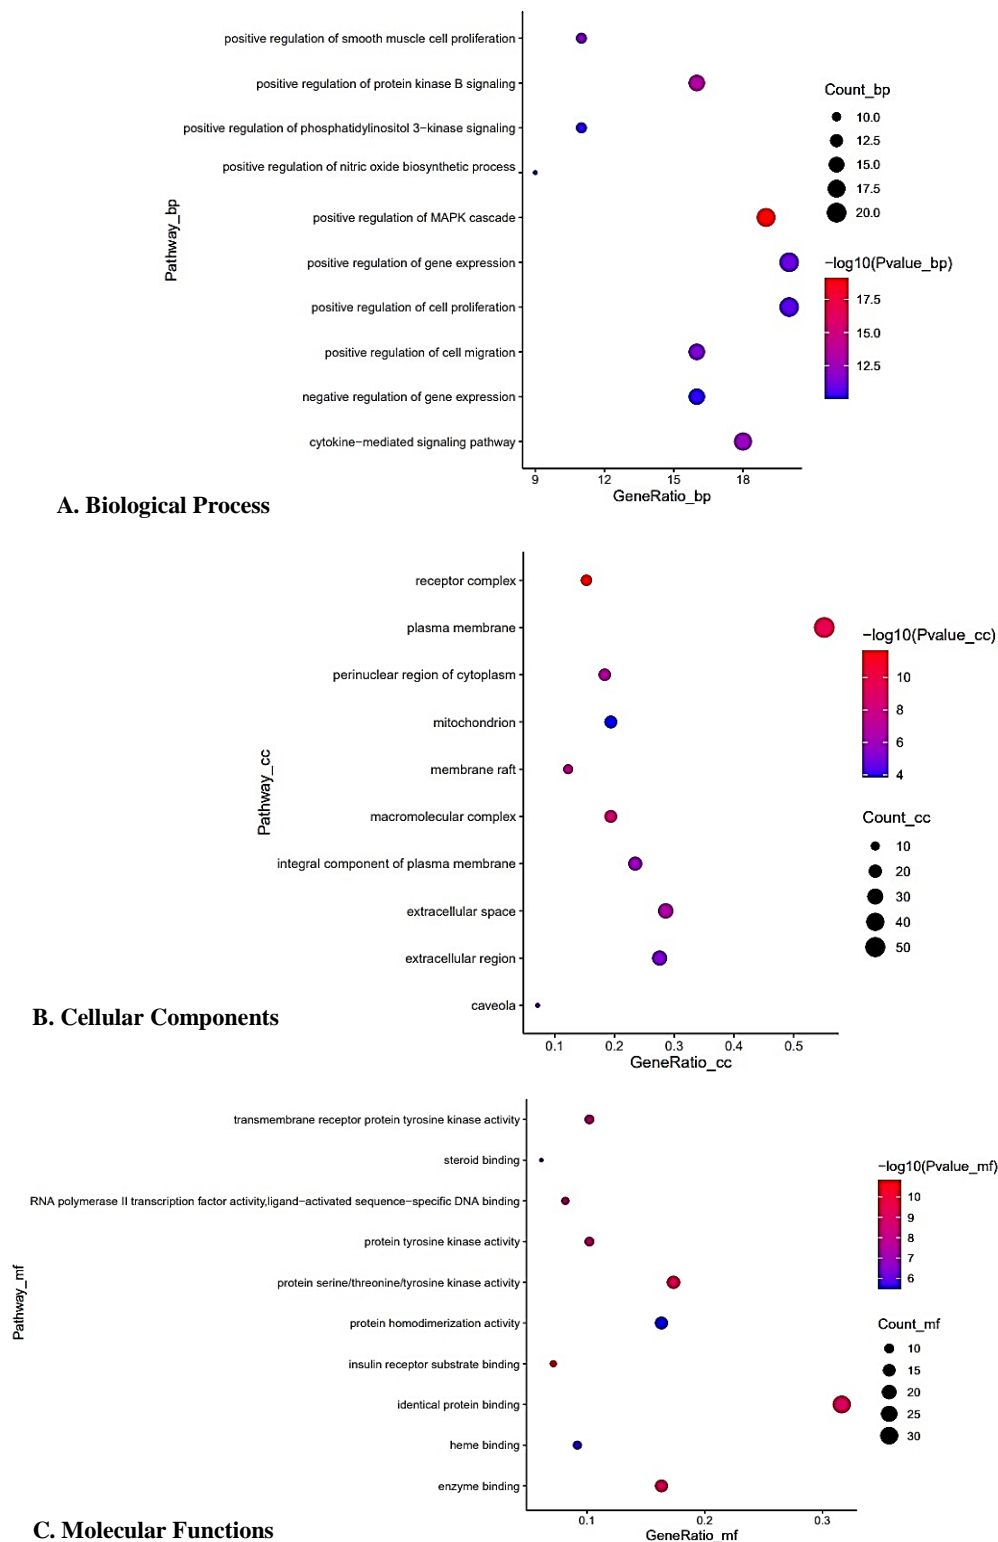 positive regulation of smooth muscle cell proliferation
positive regulation of protein kinase B signaling
positive regulation of phosphatidylinositol 3−kinase signaling
positive regulation of nitric oxide biosynthetic process
positive regulation of MAPK cascade
positive regulation of gene expression
positive regulation of cell proliferation
positive regulation of cell migration
negative regulation of gene expression
cytokine−mediated signaling pathway
Pathway_bp
9 12 15 18
GeneRatio_bp
Count_bp
10.0
12.5
15.0
17.5
20.0
−log10(Pvalue_bp)
17.5
15.0
12.5
A. Biological Process
receptor complex
plasma membrane
perinuclear region of cytoplasm
mitochondrion
membrane raft
macromolecular complex
integral component of plasma membrane
extracellular space
extracellular region
caveola
Pathway_cc
0.1 0.2 0.3 0.4 0.5
GeneRatio_cc
−log10(Pvalue_cc)
10
8
6
4
Count_cc
10
20
30
40
50
B. Cellular Components
transmembrane receptor protein tyrosine kinase activity
steroid binding
RNA polymerase II transcription factor activity,ligand−activated sequence−specific DNA binding
protein tyrosine kinase activity
protein serine/threonine/tyrosine kinase activity
protein homodimerization activity
insulin receptor substrate binding
identical protein binding
heme binding
enzyme binding
Pathway_mf
0.1 0.2 0.3
GeneRatio_mf
−log10(Pvalue_mf)
10
9
8
7
6
Count_mf
10
15
20
25
30
C. Molecular Functions